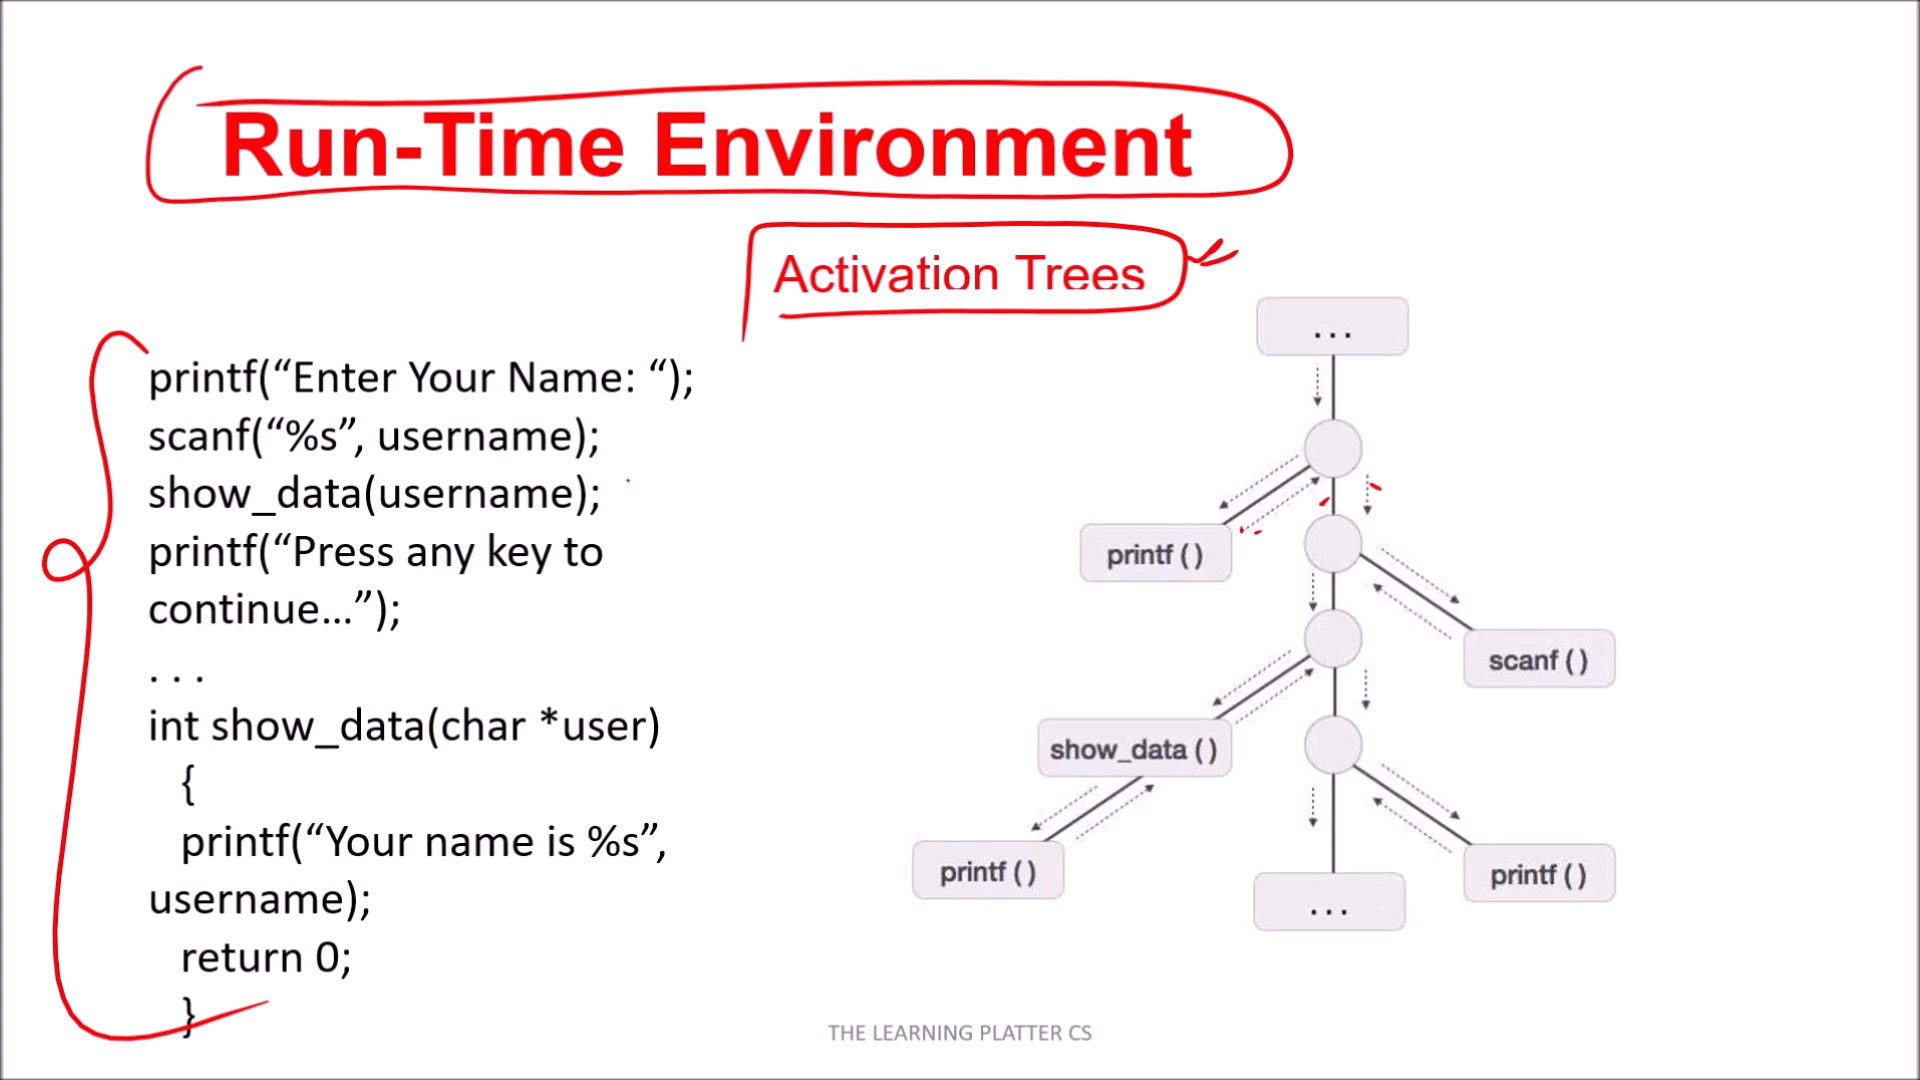 Run-Time Environment
Activation Trees
printf(“Enter Your Name: “);
scanf(“%s”, username);
show_data(username);
printf(“Press any key to
continue...”);
. . .
int show_data(char *user)
{
printf(“Your name is %s”,
username);
return 0;
}
...
printf ( )
scanf ( )
show_data ( )
printf ( )
printf ( )
...
THE LEARNING PLATTER CS